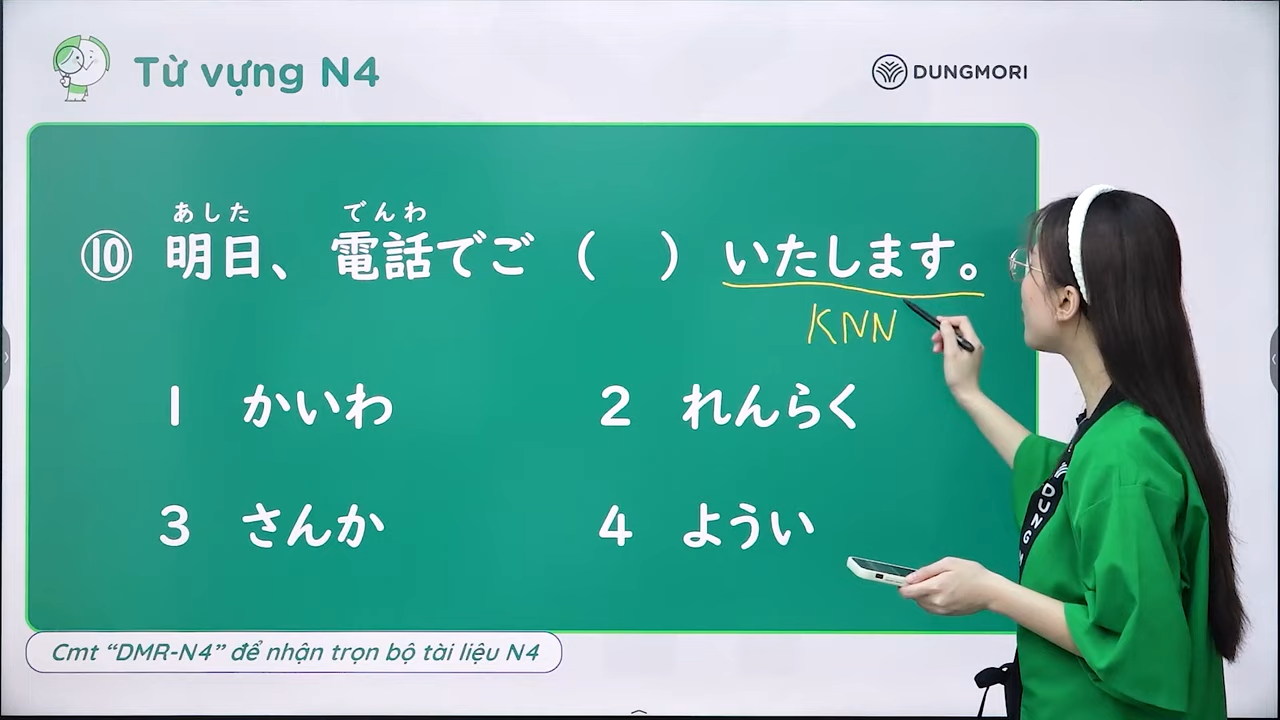 Từ vựng N4
DUNGMORI
あした でんわ
⑩ 明日、電話でご ( ) いたします。
KNN
1 かいわ
2 れんらく
3 さんか
4 ようい
DUNG M
Cmt “DMR-N4” để nhận trọn bộ tài liệu N4